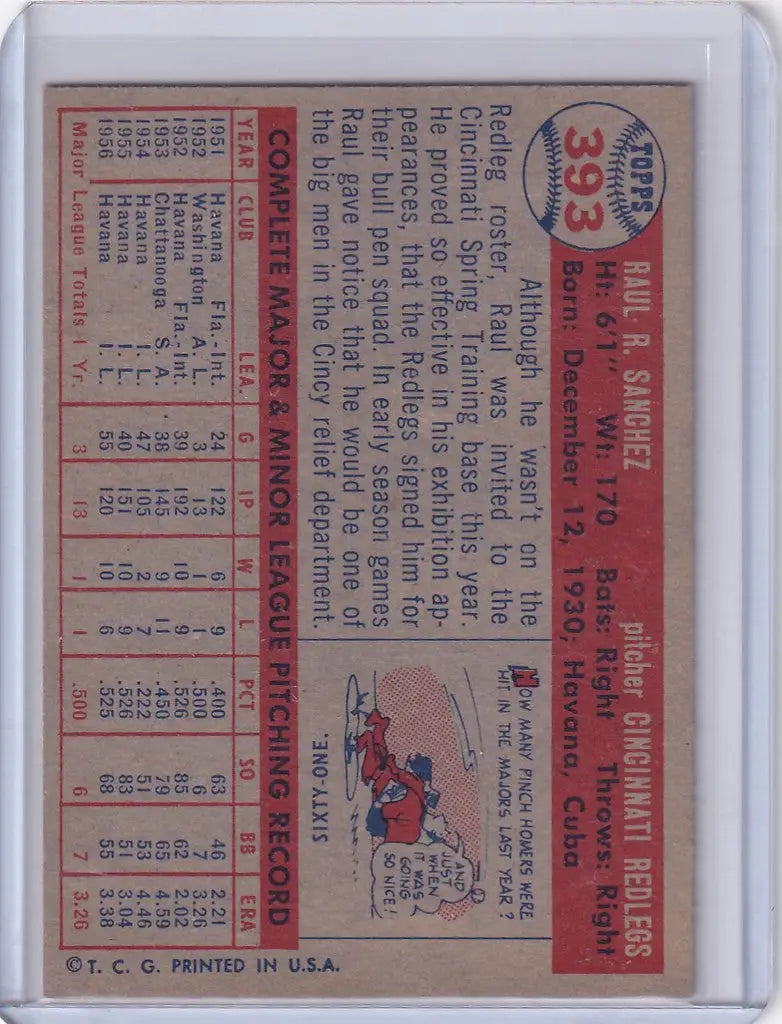 TOPPS
393
RAUL R. SANCHEZ pitcher CINCINNATI REDLEGS
Ht: 6'1" Wt: 170 Bats: Right Throws: Right
Born: December 12, 1930; Havana, Cuba
Although he wasn't on the
Redleg roster, Raul was invited to the
Cincinnati Spring Training base this year.
He proved so effective in his exhibition ap-
pearances, that the Redlegs signed him for
their bull pen squad. In early season games
Raul gave notice that he would be one of
the big men in the Cincy relief department.
HOW MANY PINCH HOMERS WERE
HIT IN THE MAJORS LAST YEAR?
AND
JUST
WHEN
IT WAS
GOING
SO NICE!
SIXTY-ONE.
COMPLETE MAJOR & MINOR LEAGUE PITCHING RECORD
YEAR CLUB LEA. G IP W L PCT SO BB ERA
1951 Havana Fla.-Int. 24 122 6 9 .400 63 46 2.21
1952 Washington A. L. 3 13 1 1 .500 6 7 3.26
1952 Havana Fla.-Int. 39 192 10 9 .526 85 62 2.02
1953 Chattanooga S. A. 38 145 9 11 .450 79 65 4.59
1954 Havana I. L. 47 105 2 7 .222 51 53 4.46
1955 Havana I. L. 40 151 10 9 .526 83 51 3.04
1956 Havana I. L. 55 120 10 6 .525 68 55 3.38
Major League Totals 1 Yr. 3 13 1 1 .500 6 7 3.26
© T. C. G. PRINTED IN U.S.A.